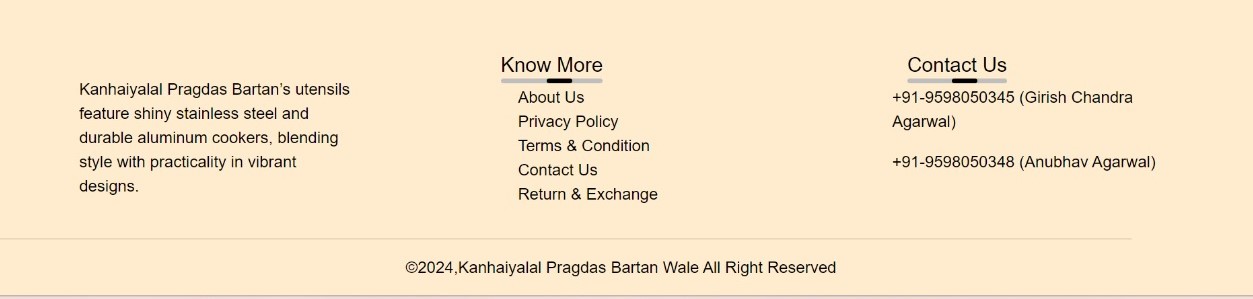 Kanhaiyalal Pragdas Bartan's utensils
feature shiny stainless steel and
durable aluminum cookers, blending
style with practicality in vibrant
designs.
Know More
About Us
Privacy Policy
Terms & Condition
Contact Us
Return & Exchange
Contact Us
+91-9598050345 (Girish Chandra
Agarwal)
+91-9598050348 (Anubhav Agarwal)
©2024,Kanhaiyalal Pragdas Bartan Wale All Right Reserved